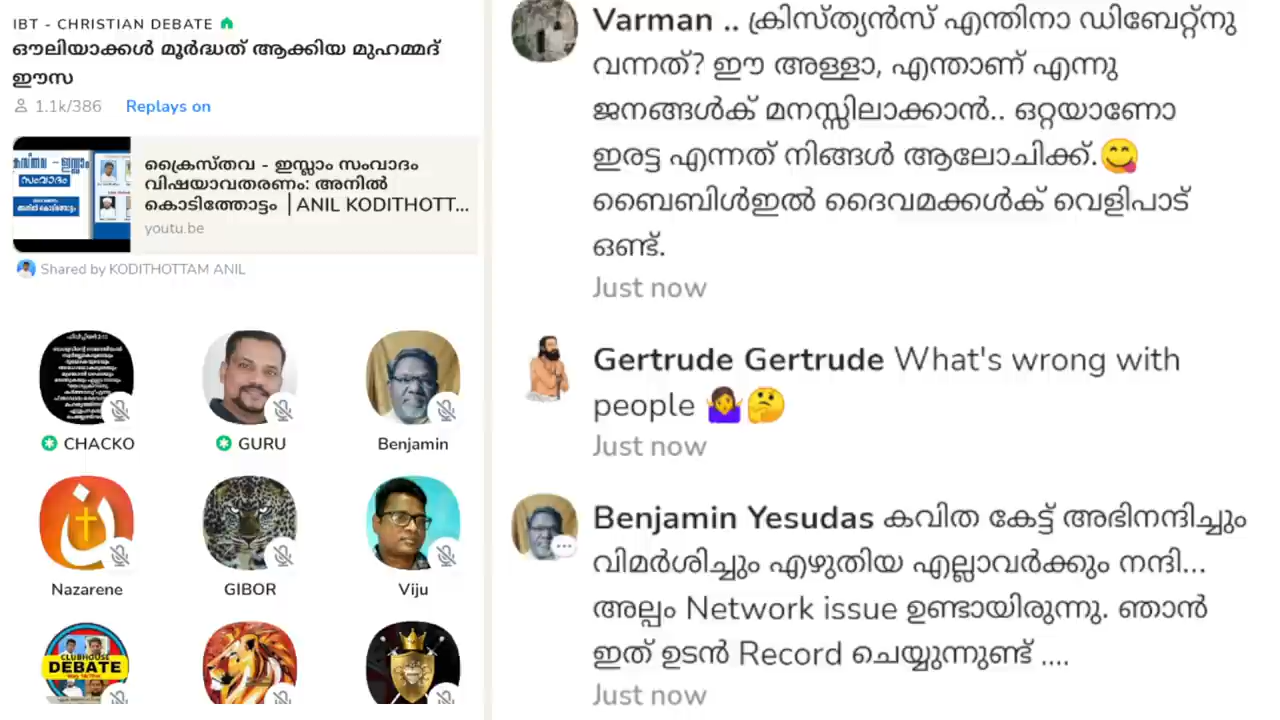 IBT - CHRISTIAN DEBATE
ഔലിയാക്കൾ മൂർദ്ധത് ആക്കിയ മുഹമ്മദ്
ഈസ
1.1k/386 Replays on
സംവാദം
ക്രൈസ്തവ - ഇസ്ലാം സംവാദം
വിഷയാവതരണം: അനിൽ
കൊടിത്തോട്ടം |ANIL KODITHOTT...
youtu.be
Shared by KODITHOTTAM ANIL
CHACKO
GURU
Benjamin
Nazarene
GIBOR
Viju
CLUBHOUSE
DEBATE
Varman .. ക്രിസ്ത്യൻസ് എന്തിനാ ഡിബേറ്റ്നു
വന്നത്? ഈ അള്ളാ, എന്താണ് എന്നു
ജനങ്ങൾക് മനസ്സിലാക്കാൻ.. ഒറ്റയാണോ
ഇരട്ട എന്നത് നിങ്ങൾ ആലോചിക്ക്.😋
ബൈബിൾഇൽ ദൈവമക്കൾക് വെളിപാട്
ഒണ്ട്.
Just now
Gertrude Gertrude What's wrong with
people 🤷‍♀️🤔
Just now
Benjamin Yesudas കവിത കേട്ട് അഭിനന്ദിച്ചും
വിമർശിച്ചും എഴുതിയ എല്ലാവർക്കും നന്ദി...
അല്പം Network issue ഉണ്ടായിരുന്നു. ഞാൻ
ഇത് ഉടൻ Record ചെയ്യുന്നുണ്ട് ....
Just now